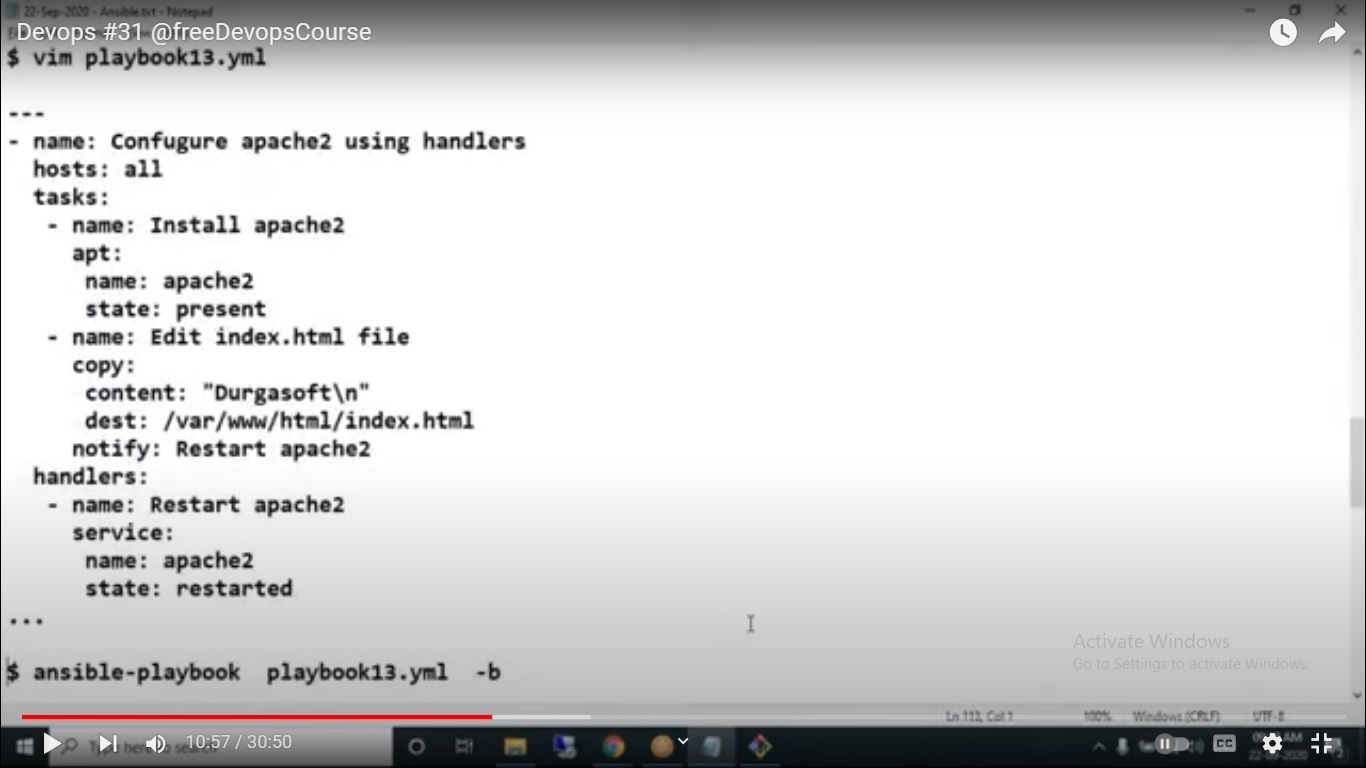 22-Sep-2020 - Ansible.txt - Notepad
Devops #31 @freeDevopsCourse
$ vim playbook13.yml
---
- name: Confugure apache2 using handlers
hosts: all
tasks:
- name: Install apache2
apt:
name: apache2
state: present
- name: Edit index.html file
copy:
content: "Durgasoft\n"
dest: /var/www/html/index.html
notify: Restart apache2
handlers:
- name: Restart apache2
service:
name: apache2
state: restarted
...
$ ansible-playbook playbook13.yml -b
Activate Windows
Go to Settings to activate Windows.
Ln 113, Col 1 100% Windows (CRLF) UTF-8
Type here to search
10:57 / 30:50
CC
AM
22-09-2020